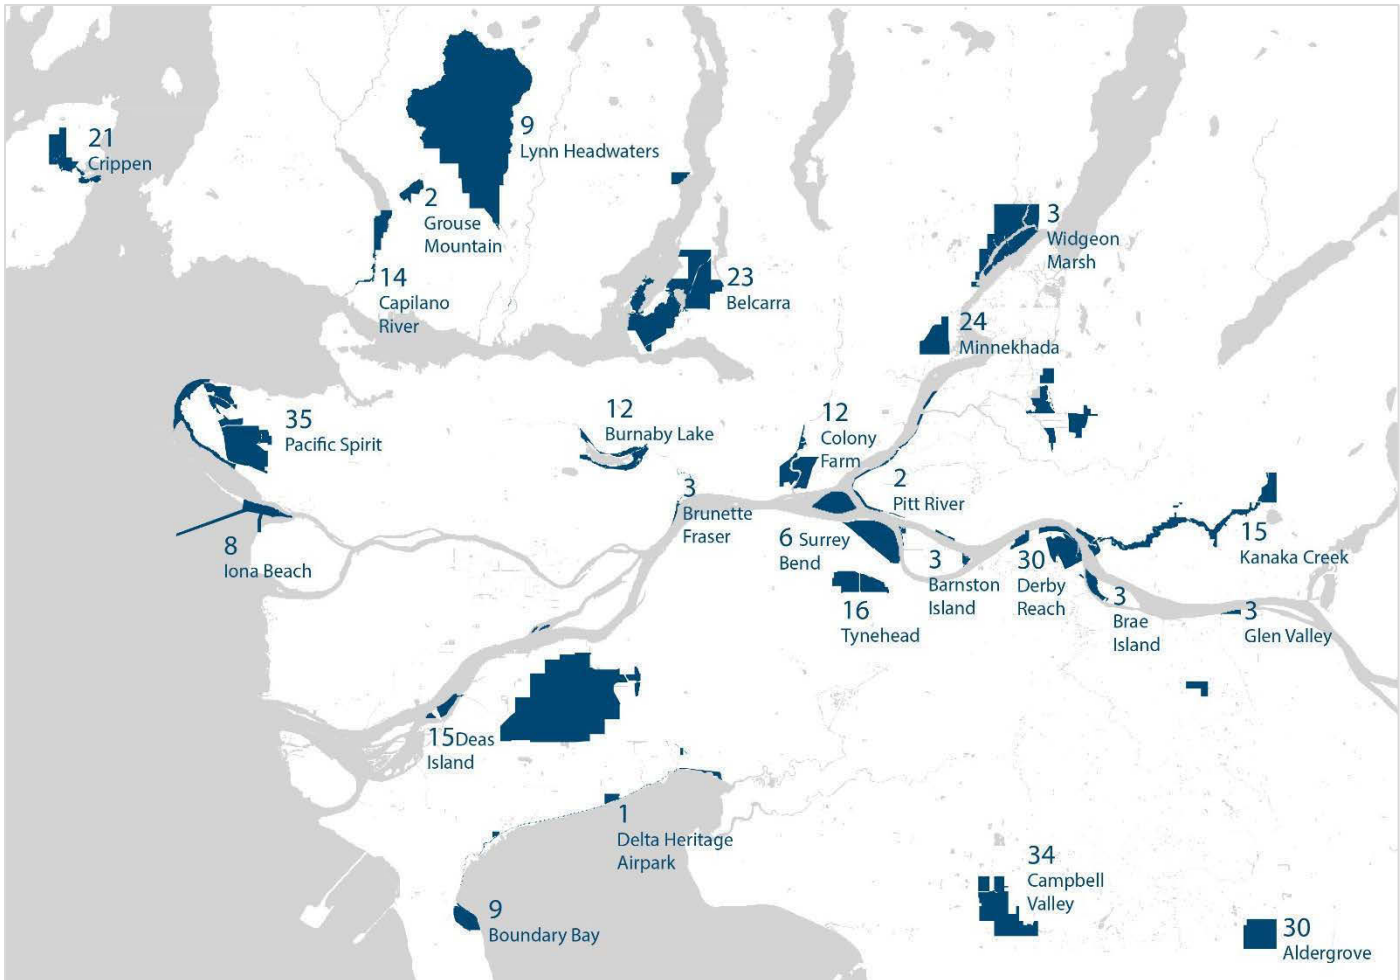 21
Crippen
9
Lynn Headwaters
2
Grouse
Mountain
14
Capilano
River
23
Belcarra
3
Widgeon
Marsh
24
Minnekhada
35
Pacific Spirit
12
Burnaby Lake
12
Colony
Farm
2
Pitt River
3
Brunette
Fraser
8
Iona Beach
6 Surrey
Bend
3
Barnston
Island
30
Derby
Reach
15
Kanaka Creek
16
Tynehead
3
Brae
Island
3
Glen Valley
15 Deas
Island
1
Delta Heritage
Airpark
34
Campbell
Valley
9
Boundary Bay
30
Aldergrove